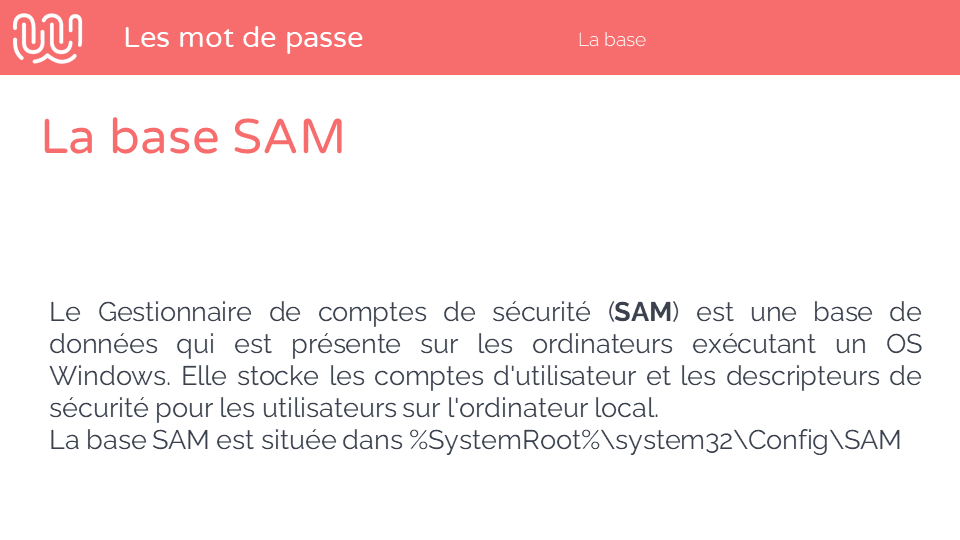 Les mot de passe
La base
La base SAM
Le Gestionnaire de comptes de sécurité (SAM) est une base de
données qui est présente sur les ordinateurs exécutant un OS
Windows. Elle stocke les comptes d'utilisateur et les descripteurs de
sécurité pour les utilisateurs sur l'ordinateur local.
La base SAM est située dans %SystemRoot%\system32\Config\SAM